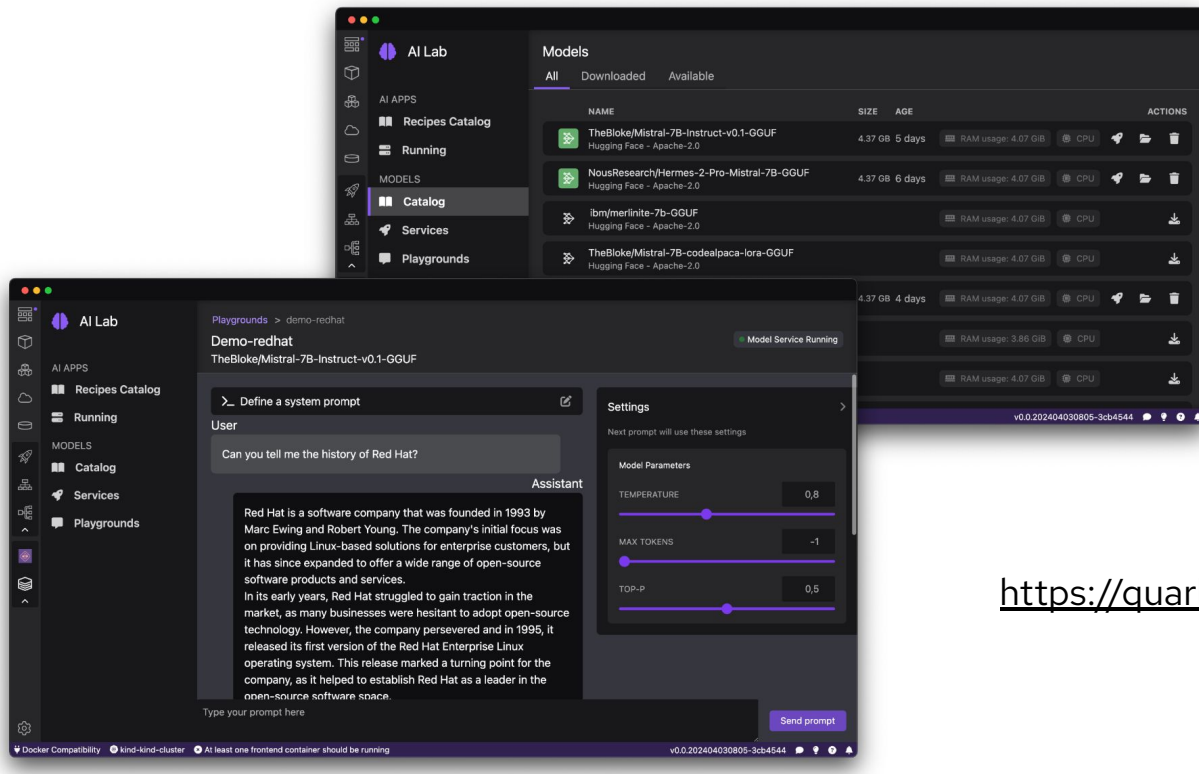 AI Lab
AI APPS
Recipes Catalog
Running
MODELS
Catalog
Services
Playgrounds
Models
All Downloaded Available
NAME SIZE AGE ACTIONS
TheBloke/Mistral-7B-Instruct-v0.1-GGUF
Hugging Face - Apache-2.0
4.37 GB 5 days RAM usage: 4.07 GiB CPU
NousResearch/Hermes-2-Pro-Mistral-7B-GGUF
Hugging Face - Apache-2.0
4.37 GB 6 days RAM usage: 4.07 GiB CPU
ibm/merlinite-7b-GGUF
Hugging Face - Apache-2.0
RAM usage: 4.07 GiB CPU
TheBloke/Mistral-7B-codealpaca-lora-GGUF
Hugging Face - Apache-2.0
RAM usage: 4.07 GiB CPU
4.37 GB 4 days RAM usage: 4.07 GiB CPU
RAM usage: 3.86 GiB CPU
RAM usage: 4.07 GiB CPU
v0.0.202404030805-3cb4544
AI Lab
AI APPS
Recipes Catalog
Running
MODELS
Catalog
Services
Playgrounds
Playgrounds > demo-redhat
Demo-redhat
TheBloke/Mistral-7B-Instruct-v0.1-GGUF
Model Service Running
Define a system prompt
User
Can you tell me the history of Red Hat?
Assistant
Red Hat is a software company that was founded in 1993 by
Marc Ewing and Robert Young. The company's initial focus was
on providing Linux-based solutions for enterprise customers, but
it has since expanded to offer a wide range of open-source
software products and services.
In its early years, Red Hat struggled to gain traction in the
market, as many businesses were hesitant to adopt open-source
technology. However, the company persevered and in 1995, it
released its first version of the Red Hat Enterprise Linux
operating system. This release marked a turning point for the
company, as it helped to establish Red Hat as a leader in the
open-source software space.
Settings
Next prompt will use these settings
Model Parameters
TEMPERATURE 0,8
MAX TOKENS -1
TOP-P 0,5
Type your prompt here
Send prompt
Docker Compatibility kind-kind-cluster At least one frontend container should be running v0.0.202404030805-3cb4544
https://quar